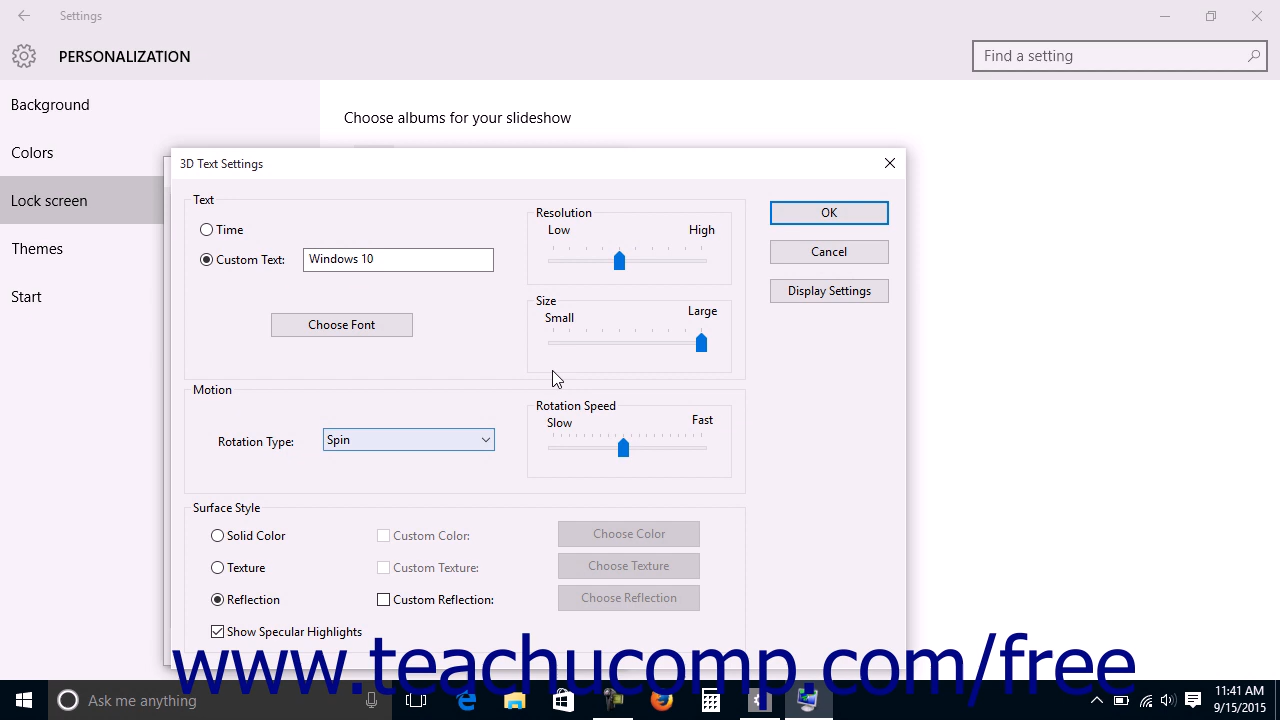 Settings
PERSONALIZATION
Find a setting
Background
Colors
Lock screen
Themes
Start
Choose albums for your slideshow
3D Text Settings
Text
Time
Custom Text: Windows 10
Choose Font
Resolution
Low High
Size
Small Large
OK
Cancel
Display Settings
Motion
Rotation Type: Spin
Rotation Speed
Slow Fast
Surface Style
Solid Color Custom Color: Choose Color
Texture Custom Texture: Choose Texture
Reflection Custom Reflection: Choose Reflection
Show Specular Highlights
www.teachucomp.com/free
Ask me anything
11:41 AM
9/15/2015